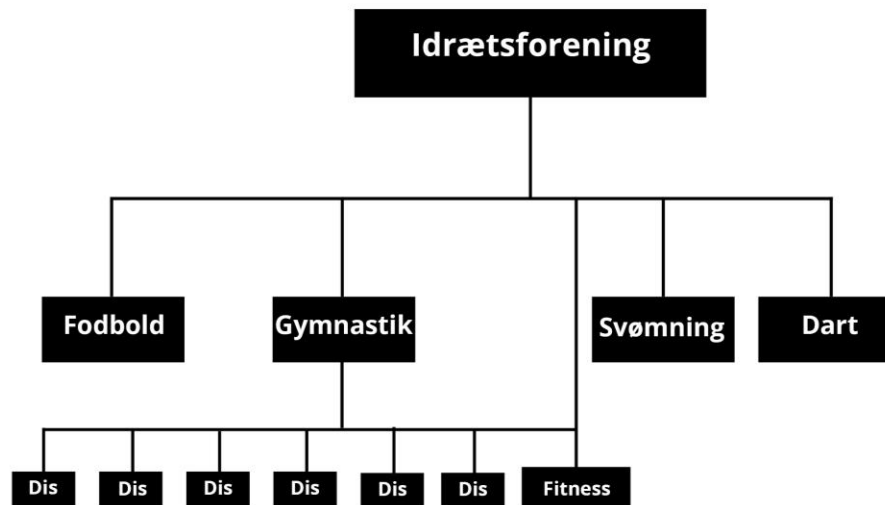 Idrætsforening
Fodbold
Gymnastik
Svømning
Dart
Dis
Dis
Dis
Dis
Dis
Dis
Fitness